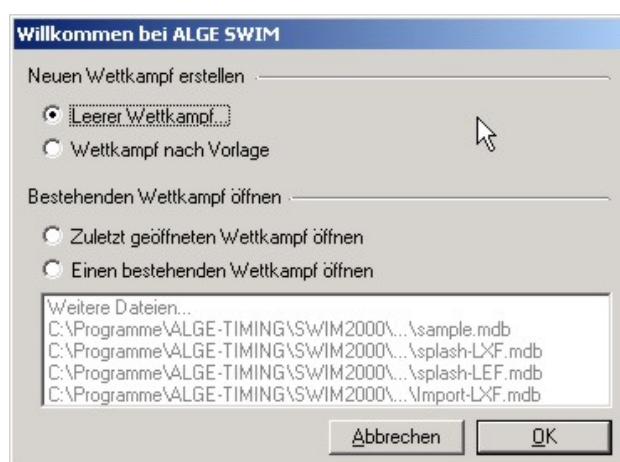 Willkommen bei ALGE SWIM
Neuen Wettkampf erstellen
Leerer Wettkampf...
Wettkampf nach Vorlage
Bestehenden Wettkampf öffnen
Zuletzt geöffneten Wettkampf öffnen
Einen bestehenden Wettkampf öffnen
Weitere Dateien...
C:\Programme\ALGE-TIMING\SWIM2000\...\sample.mdb
C:\Programme\ALGE-TIMING\SWIM2000\...\splash-LXF.mdb
C:\Programme\ALGE-TIMING\SWIM2000\...\splash-LEF.mdb
C:\Programme\ALGE-TIMING\SWIM2000\...\Import-LXF.mdb
Abbrechen OK